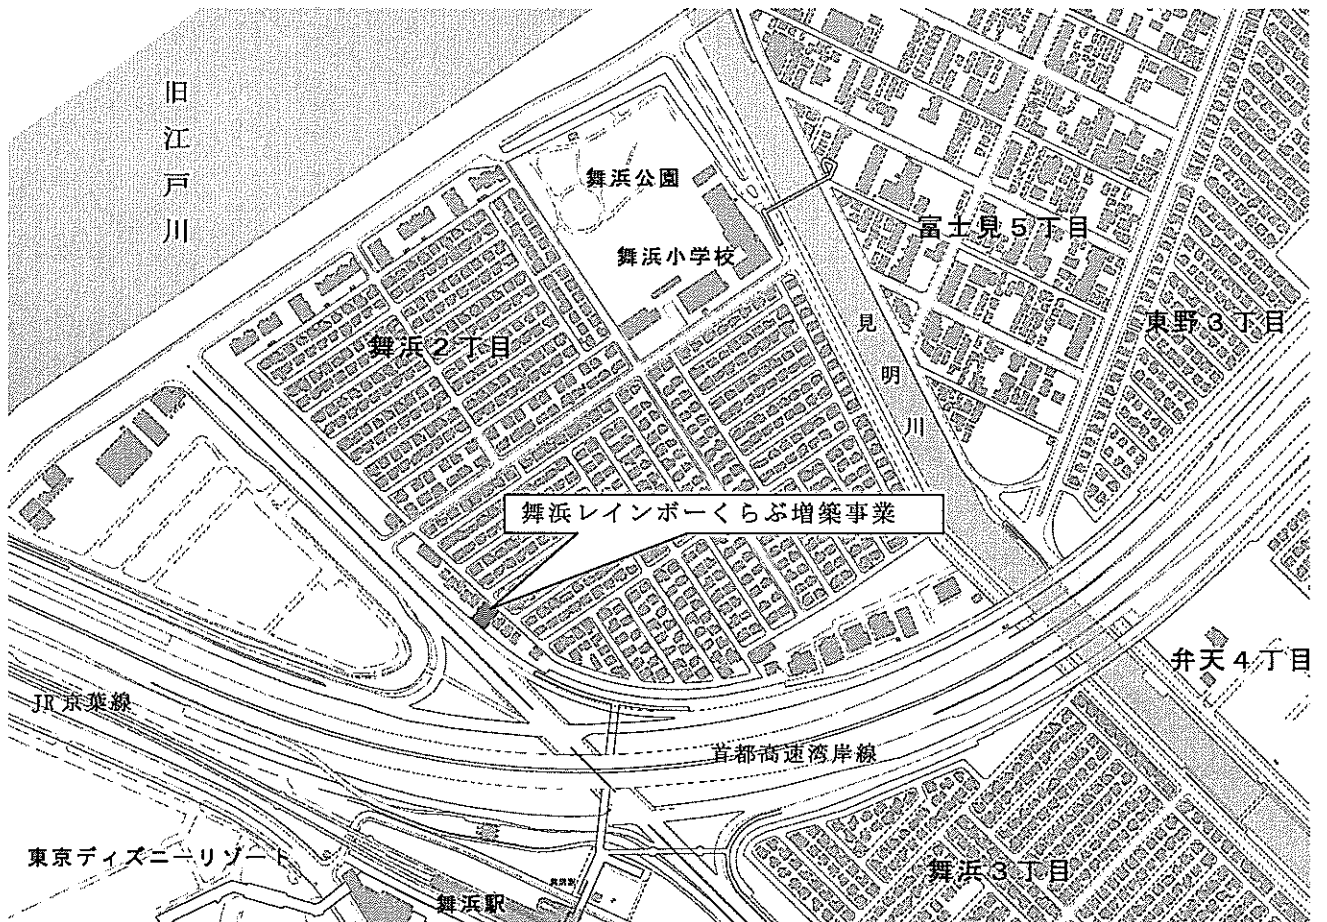 旧江戸川
舞浜公園
舞浜小学校
富士見5丁目
東野3丁目
舞浜2丁目
見明川
舞浜レインボーくらぶ増築事業
弁天4丁目
JR京葉線
首都高速湾岸線
東京ディズニーリゾート
舞浜3丁目
舞浜駅